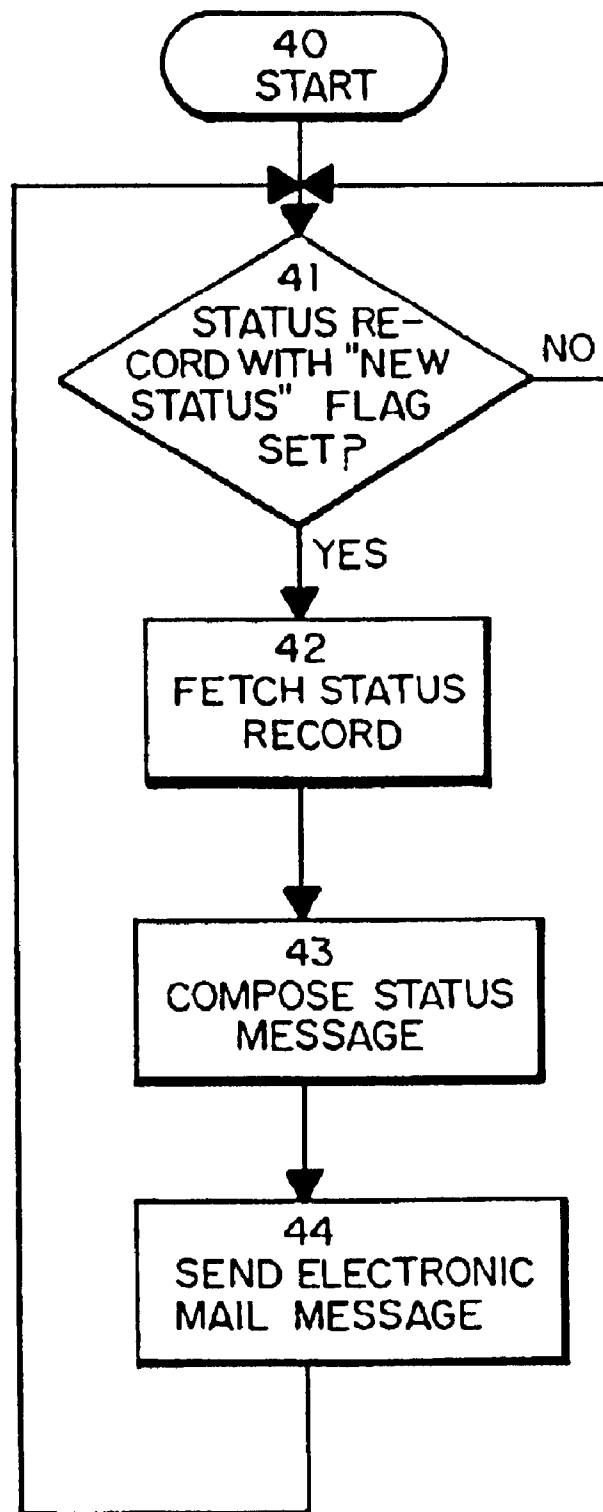 40
START
41
STATUS RE-
CORD WITH "NEW
STATUS" FLAG
SET?
NO
YES
42
FETCH STATUS
RECORD
43
COMPOSE STATUS
MESSAGE
44
SEND ELECTRONIC
MAIL MESSAGE